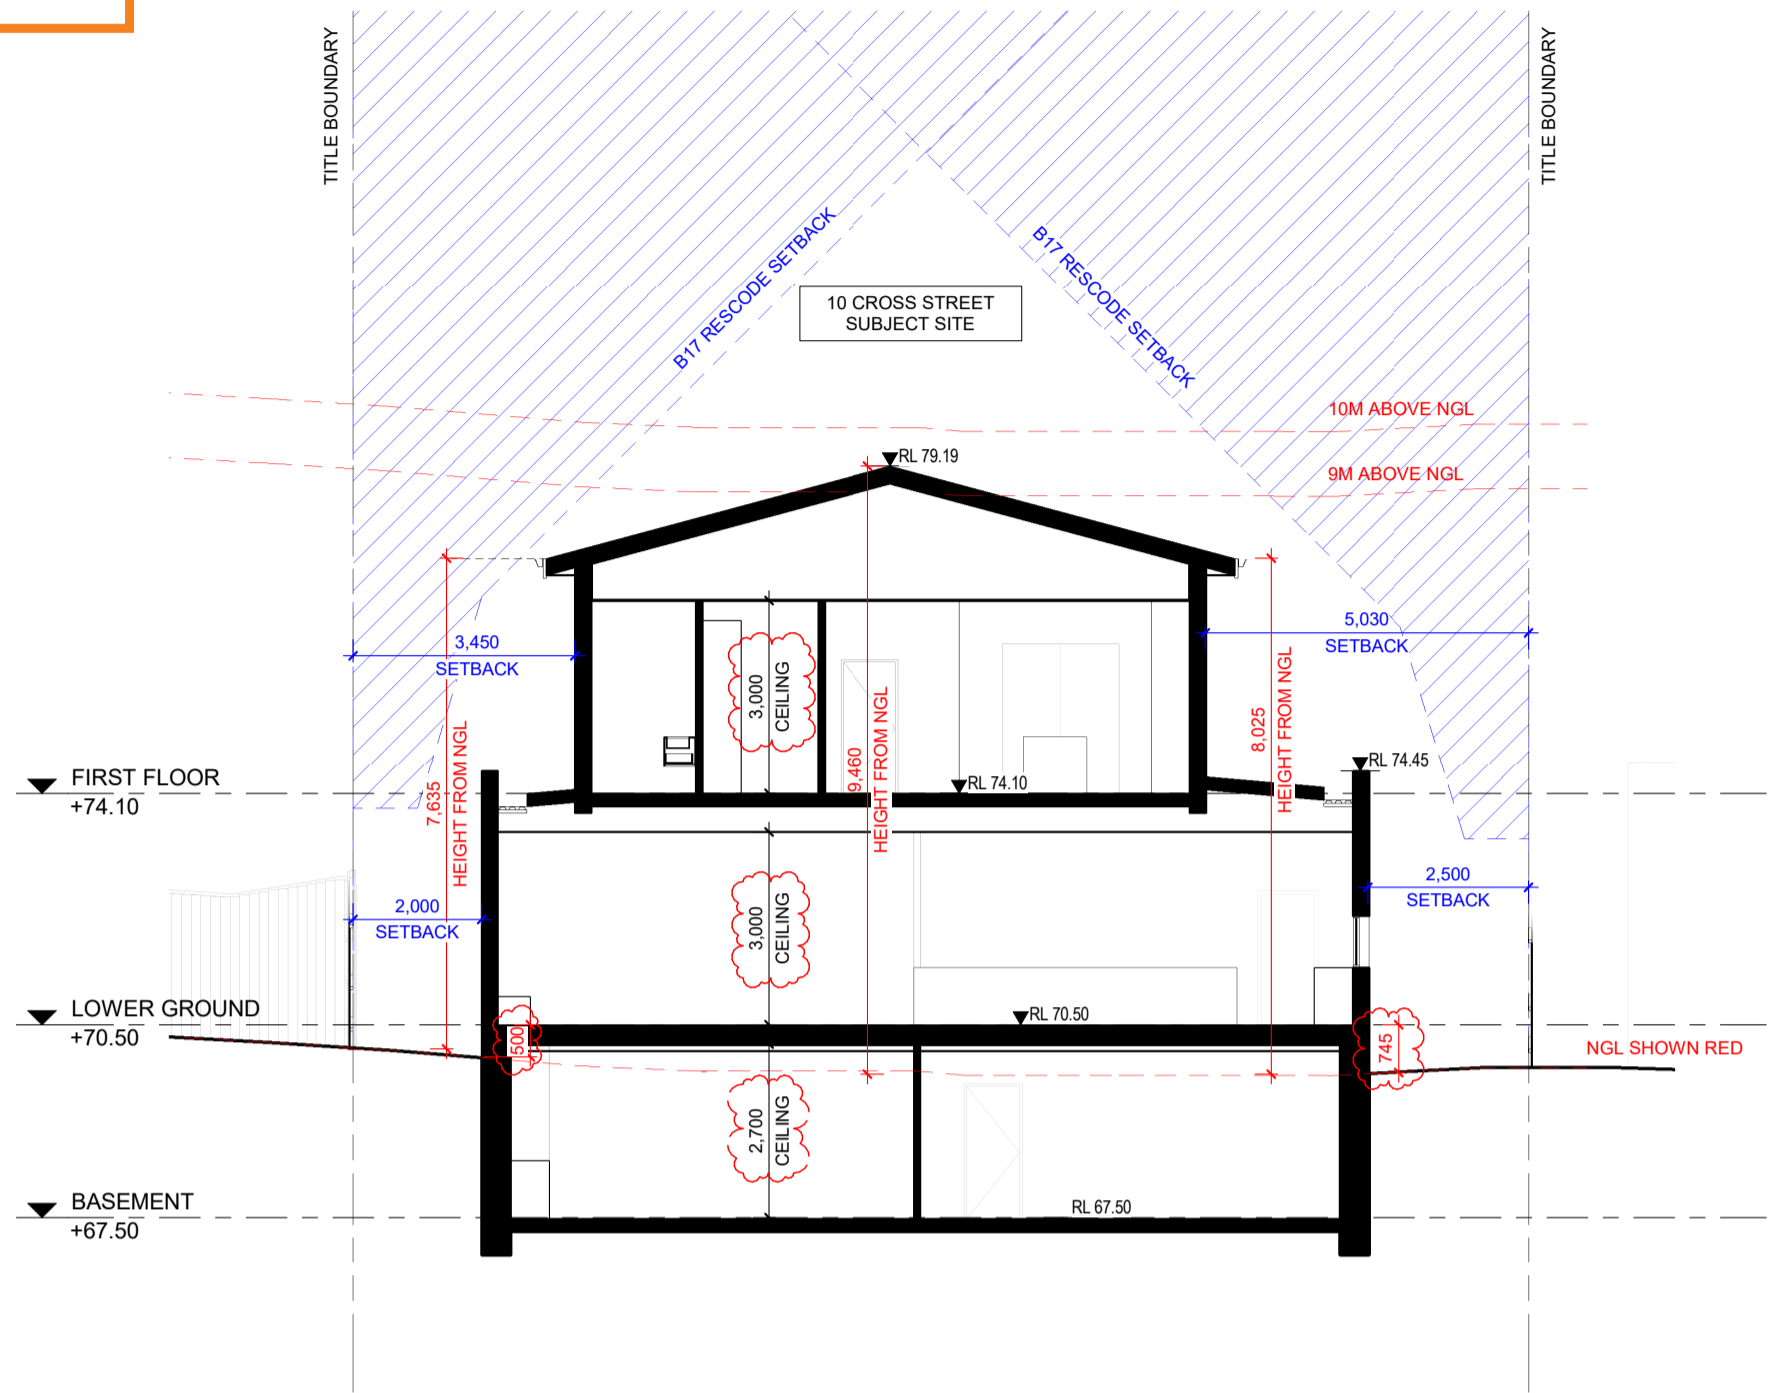 TITLE BOUNDARY
TITLE BOUNDARY
B17 RESCODE SETBACK
B17 RESCODE SETBACK
10 CROSS STREET
SUBJECT SITE
10M ABOVE NGL
RL 79.19
9M ABOVE NGL
3,450
SETBACK
5,030
SETBACK
3,000
CEILING
9,460
HEIGHT FROM NGL
8,025
HEIGHT FROM NGL
7,635
HEIGHT FROM NGL
RL 74.45
FIRST FLOOR
+74.10
RL 74.10
2,000
SETBACK
3,000
CEILING
2,500
SETBACK
LOWER GROUND
+70.50
RL 70.50
500
745
NGL SHOWN RED
2,700
CEILING
BASEMENT
+67.50
RL 67.50